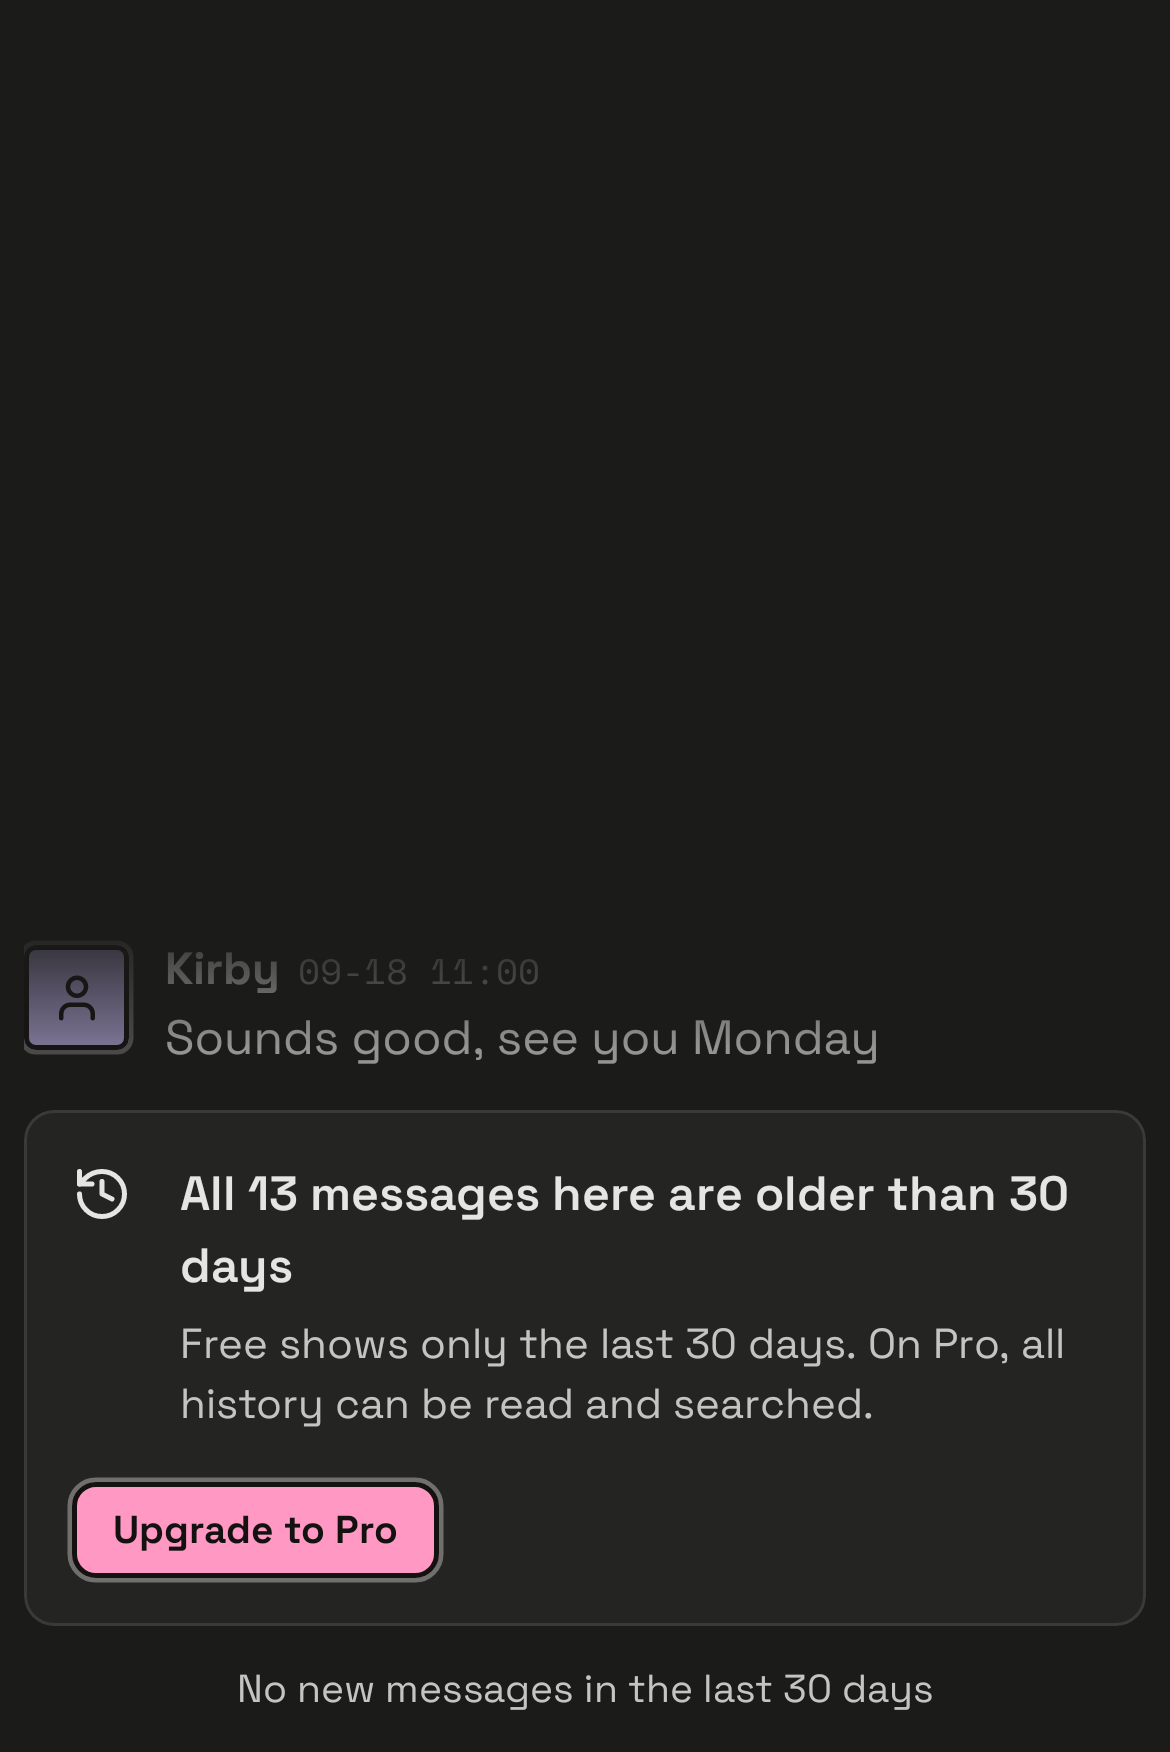 Kirby 09-18 11:00
Sounds good, see you Monday
All 13 messages here are older than 30
days
Free shows only the last 30 days. On Pro, all
history can be read and searched.
Upgrade to Pro
No new messages in the last 30 days